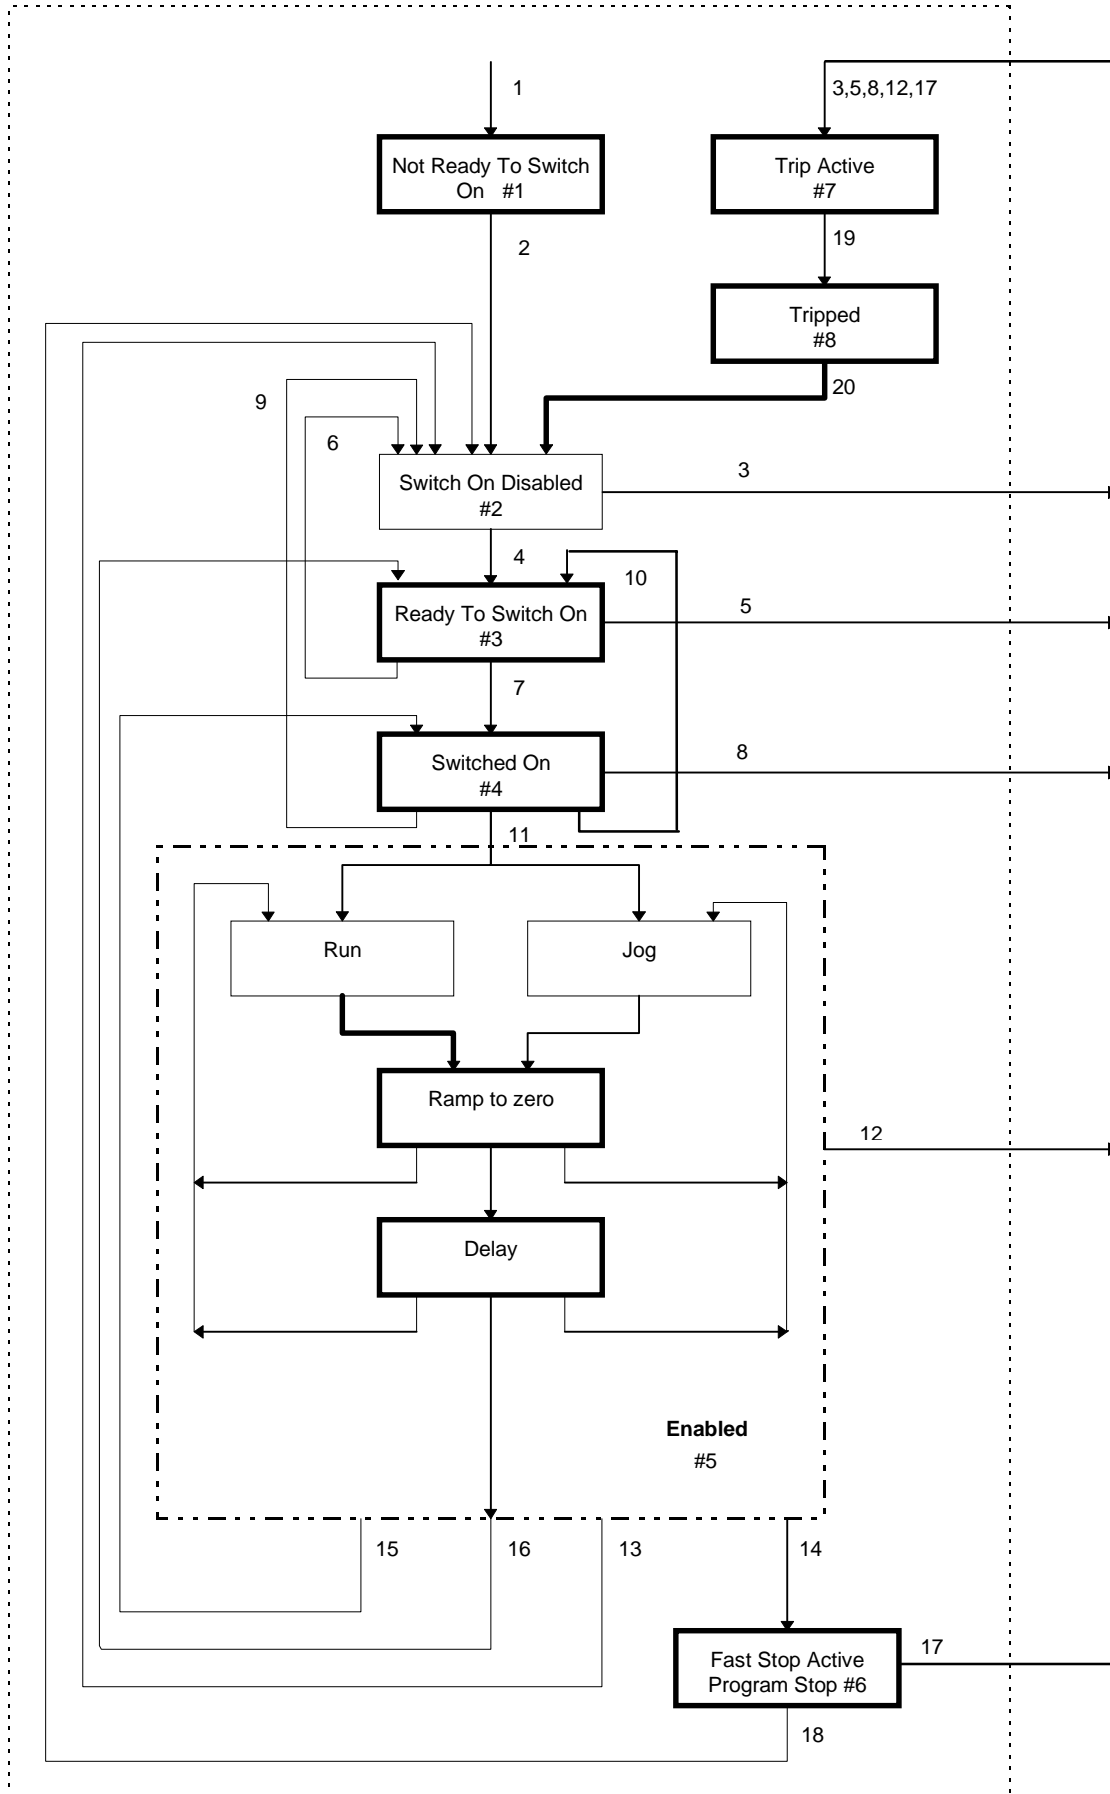 1
3,5,8,12,17
Not Ready To Switch
On #1
Trip Active
#7
2
19
Tripped
#8
20
9
6
Switch On Disabled
#2
3
4
10
Ready To Switch On
#3
5
7
Switched On
#4
8
11
Run
Jog
Ramp to zero
12
Delay
Enabled
#5
15
16
13
14
Fast Stop Active
Program Stop #6
17
18